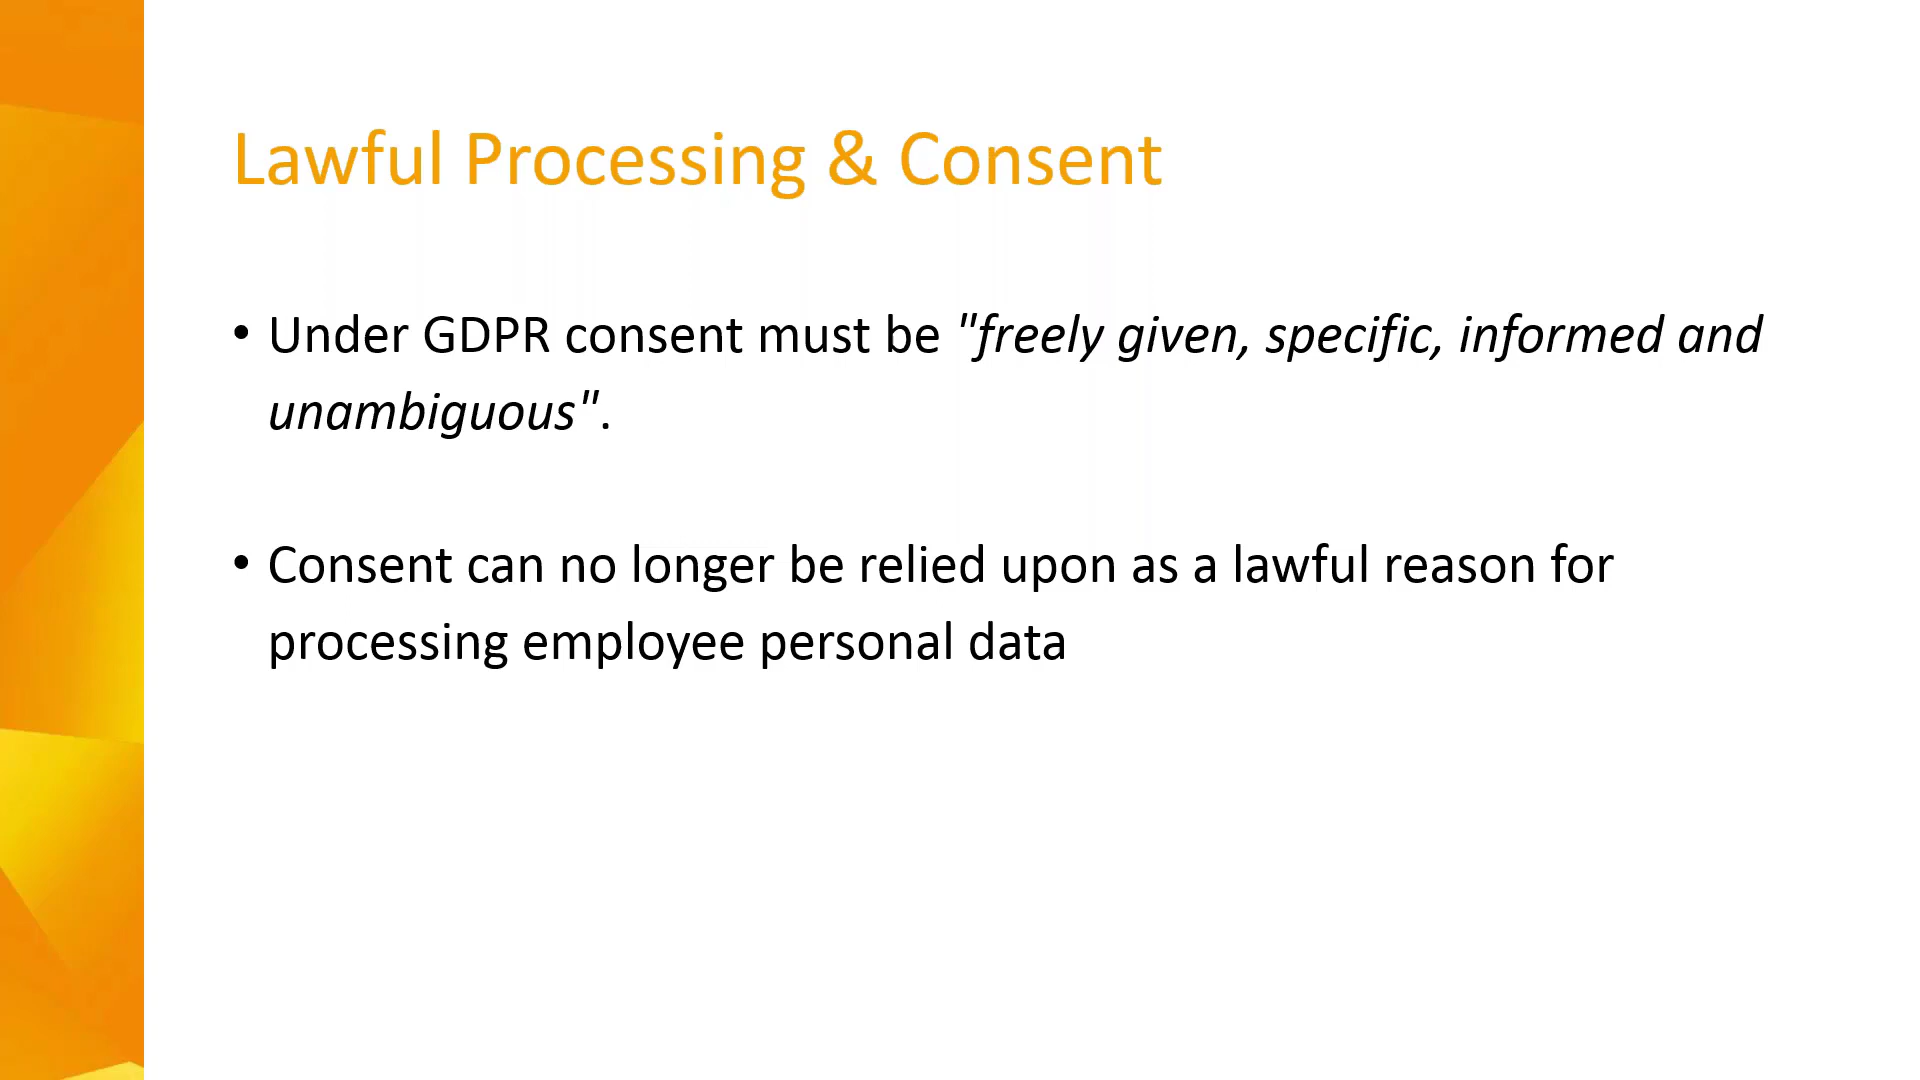 Lawful Processing & Consent
• Under GDPR consent must be "freely given, specific, informed and
unambiguous".
• Consent can no longer be relied upon as a lawful reason for
processing employee personal data